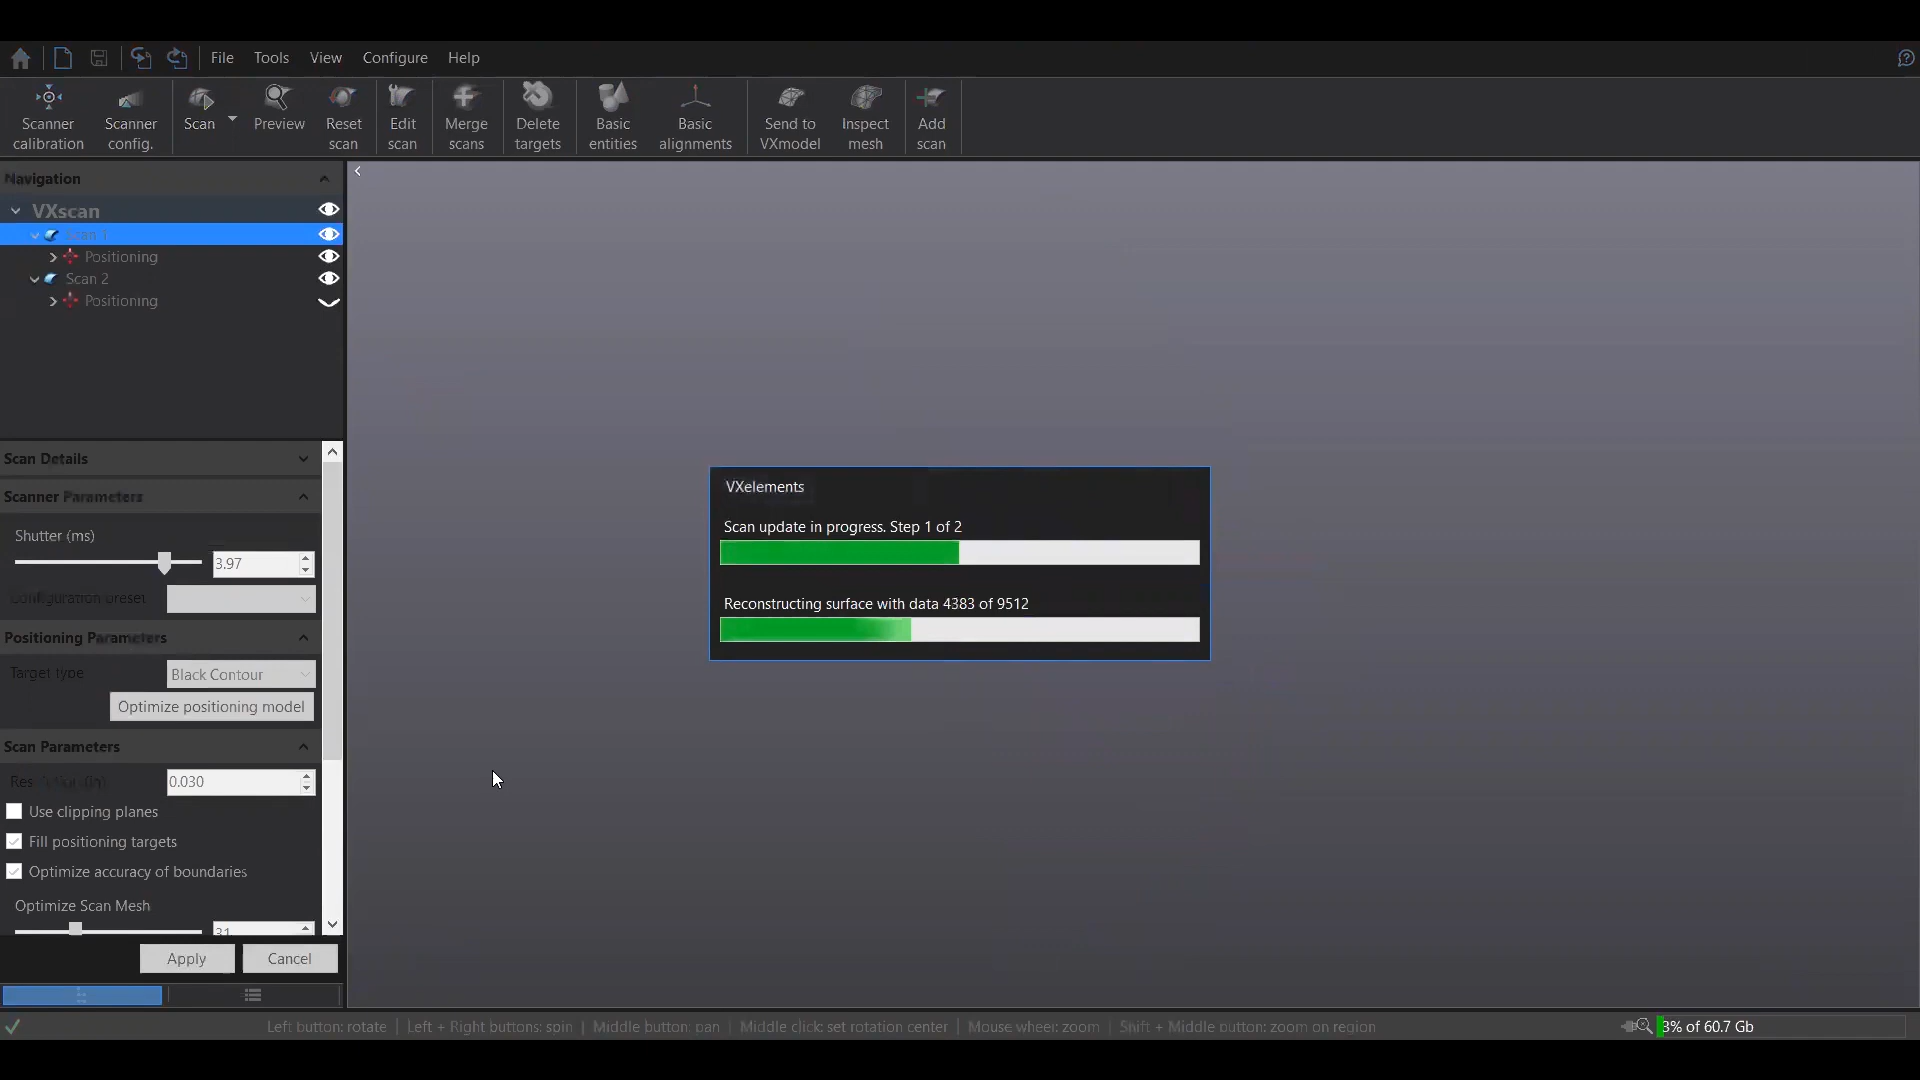 File Tools View Configure Help
Scanner calibration
Scanner config.
Scan
Preview
Reset scan
Edit scan
Merge scans
Delete targets
Basic entities
Basic alignments
Send to VXmodel
Inspect mesh
Add scan
Navigation
VXscan
Scan 1
Positioning
Scan 2
Positioning
Scan Details
Scanner Parameters
Shutter (ms) 3.97
Configuration preset
Positioning Parameters
Target type Black Contour
Optimize positioning model
Scan Parameters
0.030
Use clipping planes
Fill positioning targets
Optimize accuracy of boundaries
Optimize Scan Mesh
31
Apply Cancel
VXelements
Scan update in progress. Step 1 of 2
Reconstructing surface with data 4383 of 9512
Left button: rotate | Left + Right buttons: spin | Middle button: pan | Middle click: set rotation center | Mouse wheel: zoom | Shift + Middle button: zoom on region
3% of 60.7 Gb